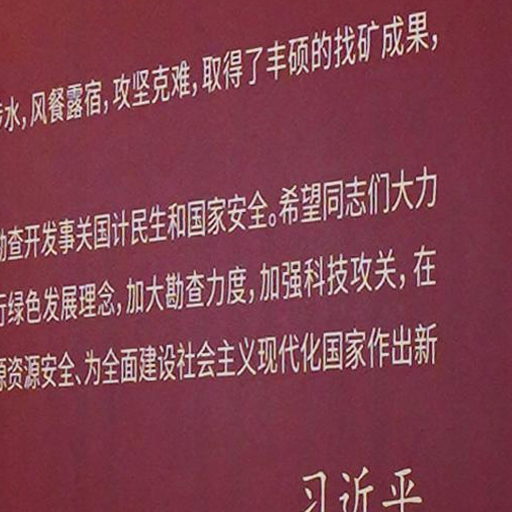 水,风餐露宿,攻坚克难,取得了丰硕的找矿成果,
查开发事关国计民生和国家安全。希望同志们大力
行绿色发展理念,加大勘查力度,加强科技攻关,在
源资源安全、为全面建设社会主义现代化国家作出新
习近平